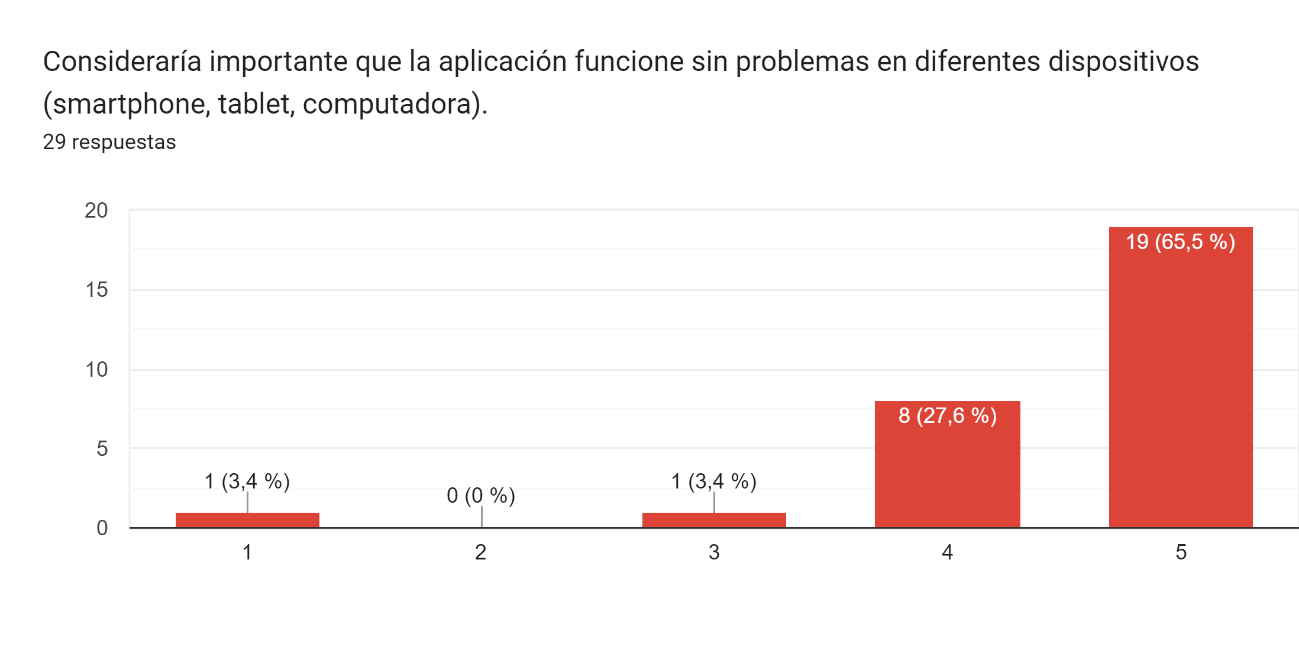 Consideraría importante que la aplicación funcione sin problemas en diferentes dispositivos
(smartphone, tablet, computadora).
29 respuestas
20
15
10
5
0
1 (3,4 %)
0 (0 %)
1 (3,4 %)
8 (27,6 %)
19 (65,5 %)
1
2
3
4
5